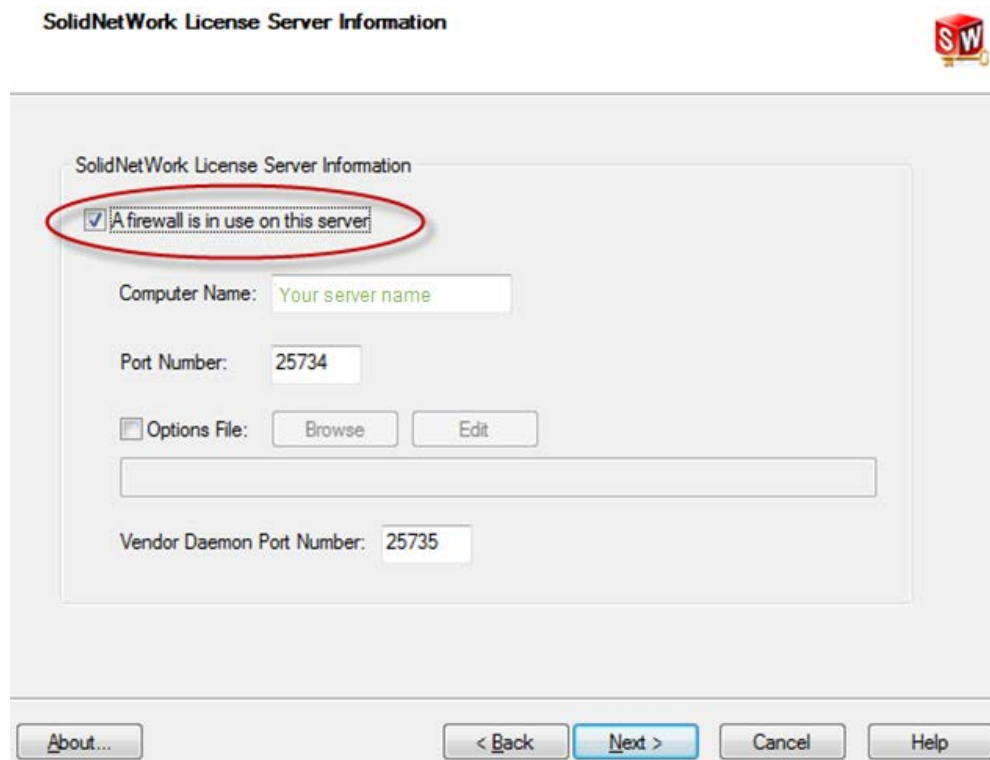 SolidNetWork License Server Information
SW
SolidNetWork License Server Information
A firewall is in use on this server
Computer Name: Your server name
Port Number: 25734
Options File: Browse Edit
Vendor Daemon Port Number: 25735
About... < Back Next > Cancel Help